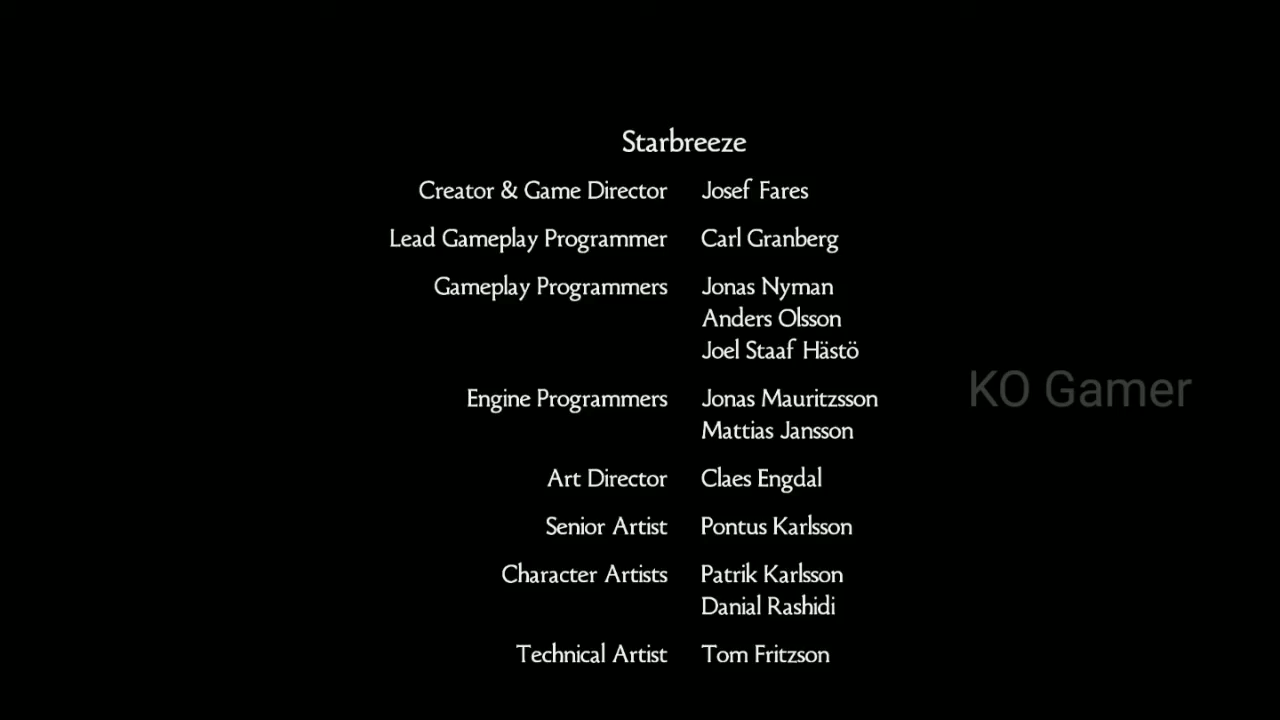 Starbreeze
Creator & Game Director Josef Fares
Lead Gameplay Programmer Carl Granberg
Gameplay Programmers Jonas Nyman
Anders Olsson
Joel Staaf Hästö
Engine Programmers Jonas Mauritzsson
Mattias Jansson
Art Director Claes Engdal
Senior Artist Pontus Karlsson
Character Artists Patrik Karlsson
Danial Rashidi
Technical Artist Tom Fritzson
KO Gamer